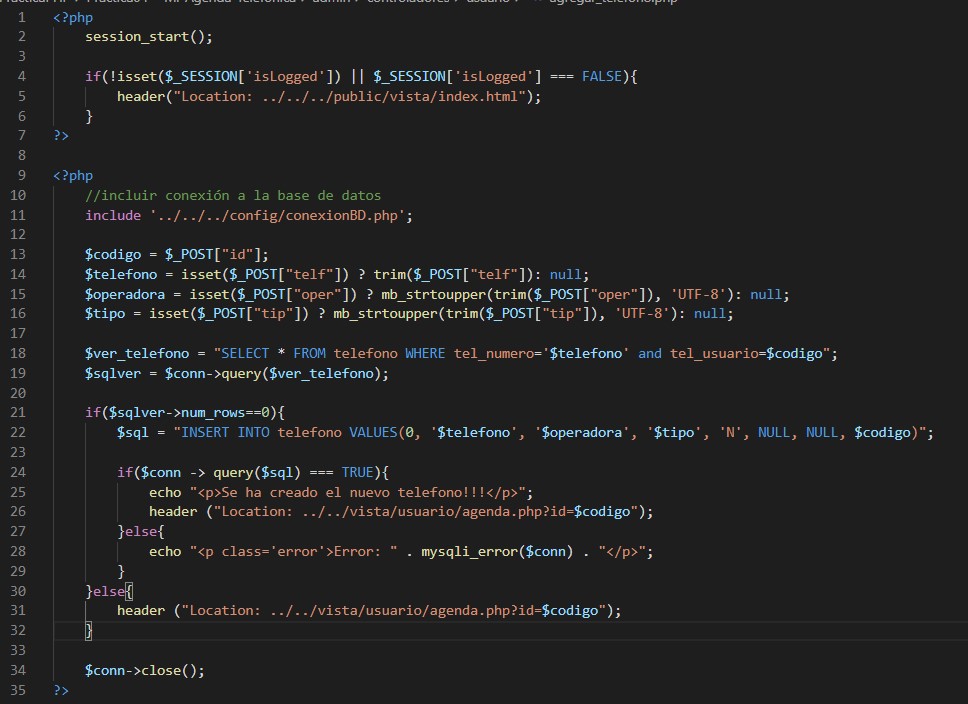 1 <?php
2 session_start();
3
4 if(!isset($_SESSION['isLogged']) || $_SESSION['isLogged'] === FALSE){
5 header("Location: ../../../public/vista/index.html");
6 }
7 ?>
8
9 <?php
10 //incluir conexión a la base de datos
11 include '../../../config/conexionBD.php';
12
13 $codigo = $_POST["id"];
14 $telefono = isset($_POST["telf"]) ? trim($_POST["telf"]): null;
15 $operadora = isset($_POST["oper"]) ? mb_strtoupper(trim($_POST["oper"]), 'UTF-8'): null;
16 $tipo = isset($_POST["tip"]) ? mb_strtoupper(trim($_POST["tip"]), 'UTF-8'): null;
17
18 $ver_telefono = "SELECT * FROM telefono WHERE tel_numero='$telefono' and tel_usuario=$codigo";
19 $sqlver = $conn->query($ver_telefono);
20
21 if($sqlver->num_rows==0){
22 $sql = "INSERT INTO telefono VALUES(0, '$telefono', '$operadora', '$tipo', 'N', NULL, NULL, $codigo)";
23
24 if($conn -> query($sql) === TRUE){
25 echo "<p>Se ha creado el nuevo telefono!!!</p>";
26 header ("Location: ../../vista/usuario/agenda.php?id=$codigo");
27 }else{
28 echo "<p class='error'>Error: " . mysqli_error($conn) . "</p>";
29 }
30 }else{
31 header ("Location: ../../vista/usuario/agenda.php?id=$codigo");
32 }
33
34 $conn->close();
35 ?>